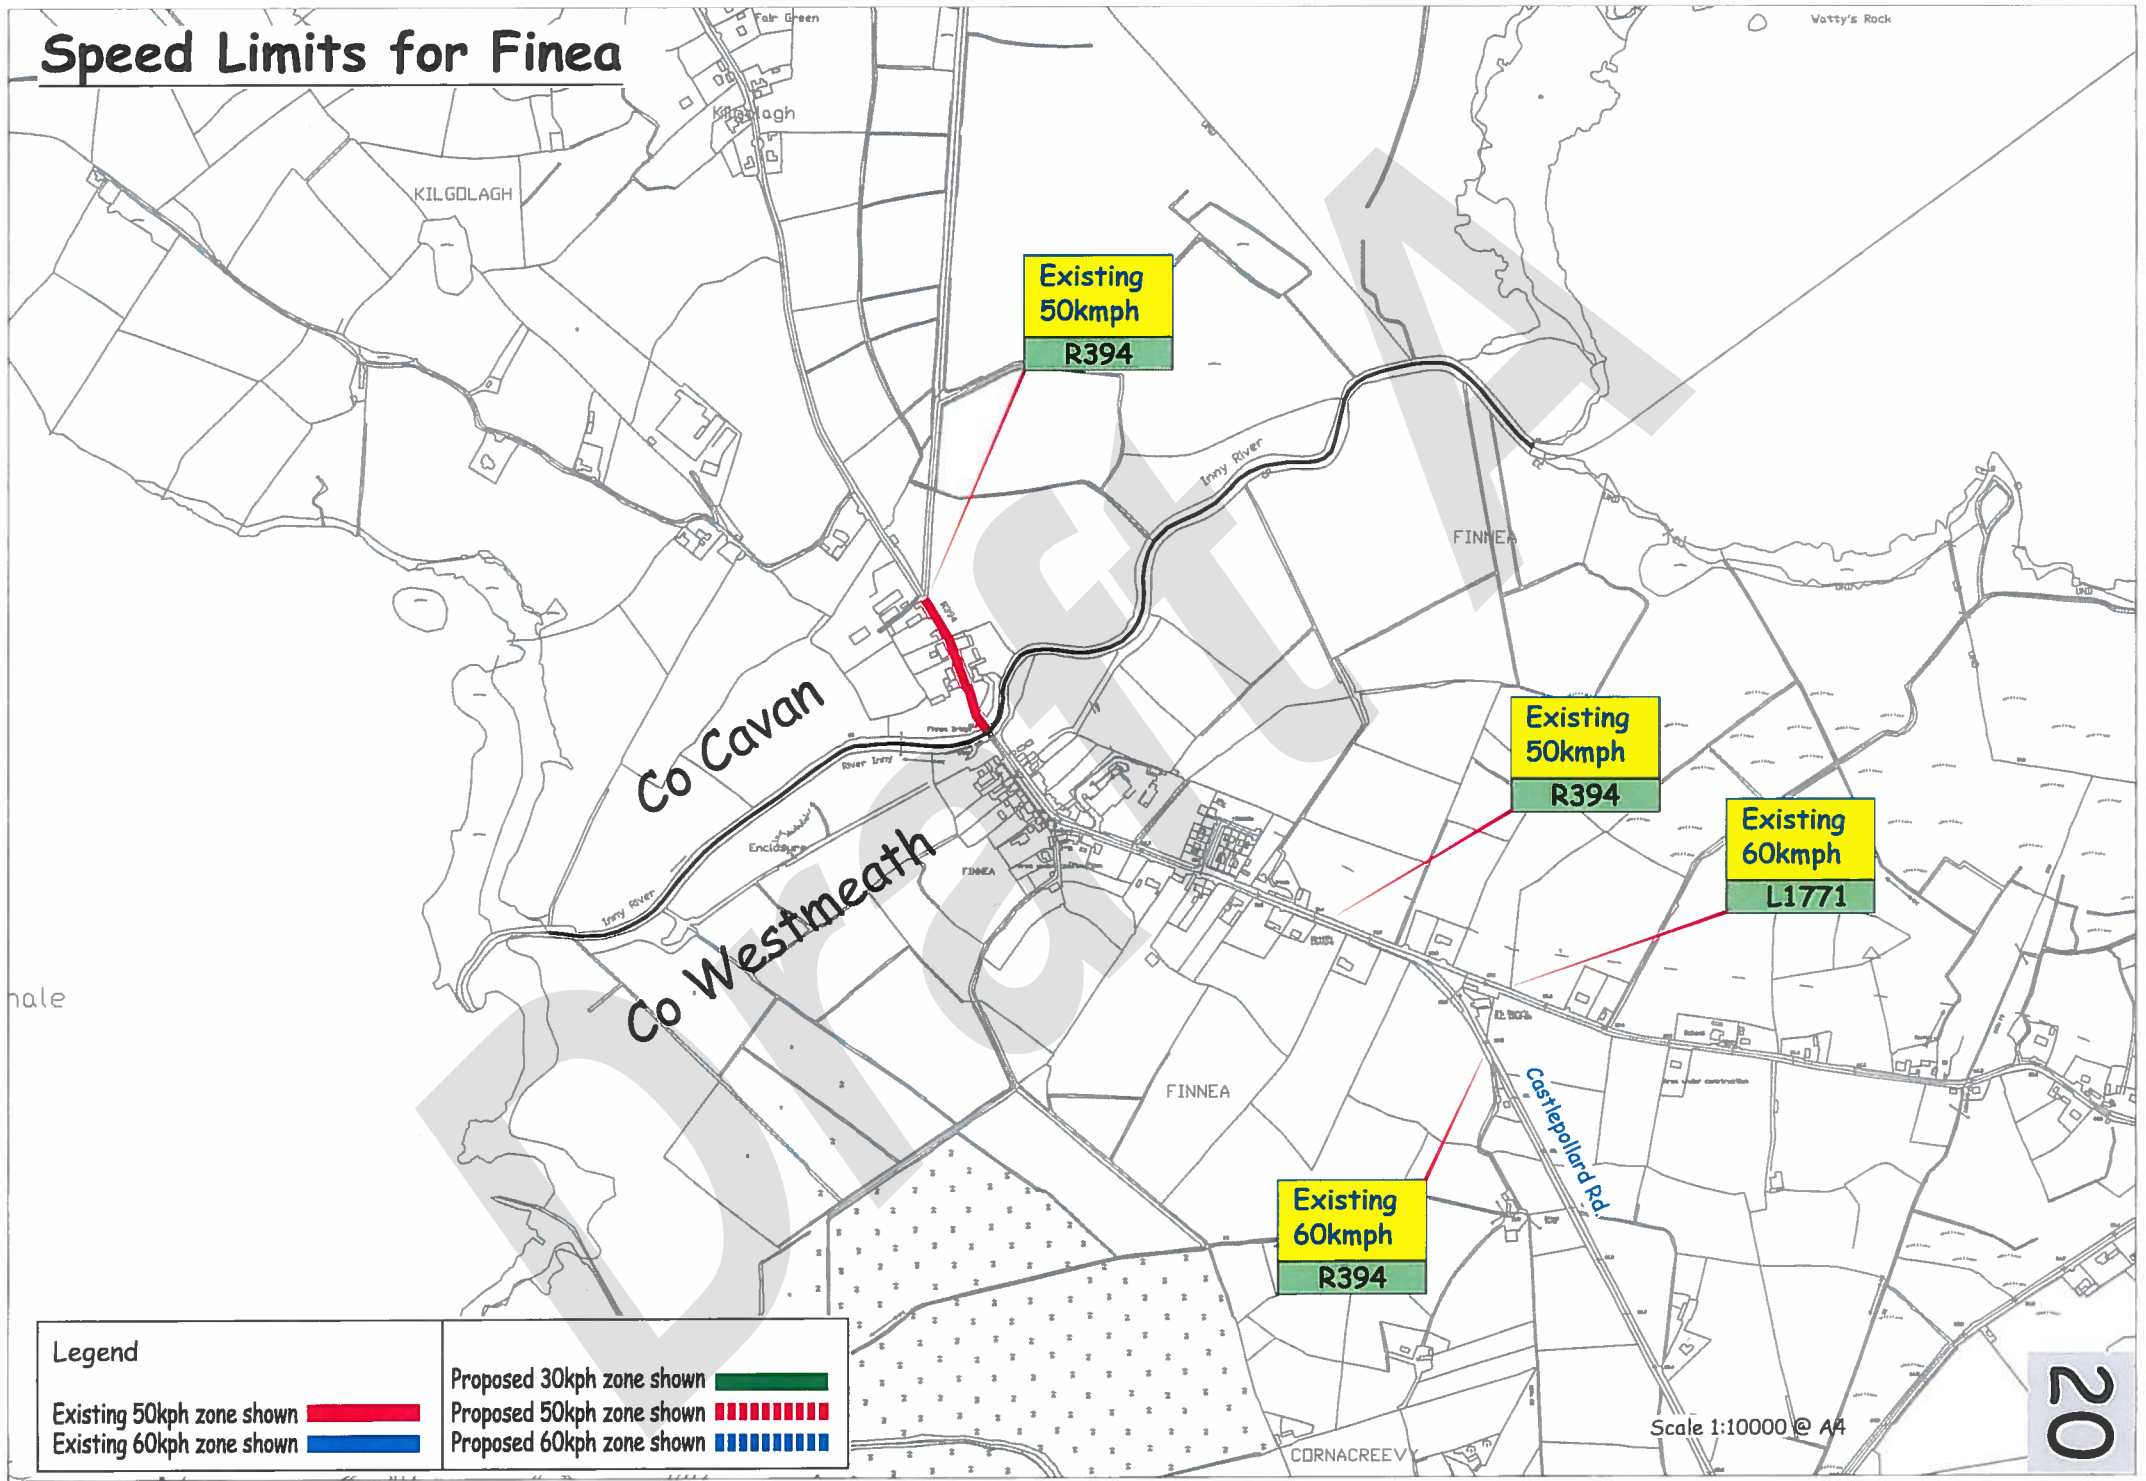 Speed Limits for Finea
Fair Green
Watty's Rock
KILGOLAGH
Existing
50kmph
R394
Inny River
FINNEA
R394
Co Cavan
River Inny
Existing
50kmph
R394
Existing
60kmph
L1771
Enclosure
FINNEA
Inny River
Co Westmeath
nale
FINNEA
Castlepollard Rd.
Existing
60kmph
R394
Draft A
Legend
Existing 50kph zone shown
Existing 60kph zone shown
Proposed 30kph zone shown
Proposed 50kph zone shown
Proposed 60kph zone shown
CORNACREEVY
Scale 1:10000 @ A4
20